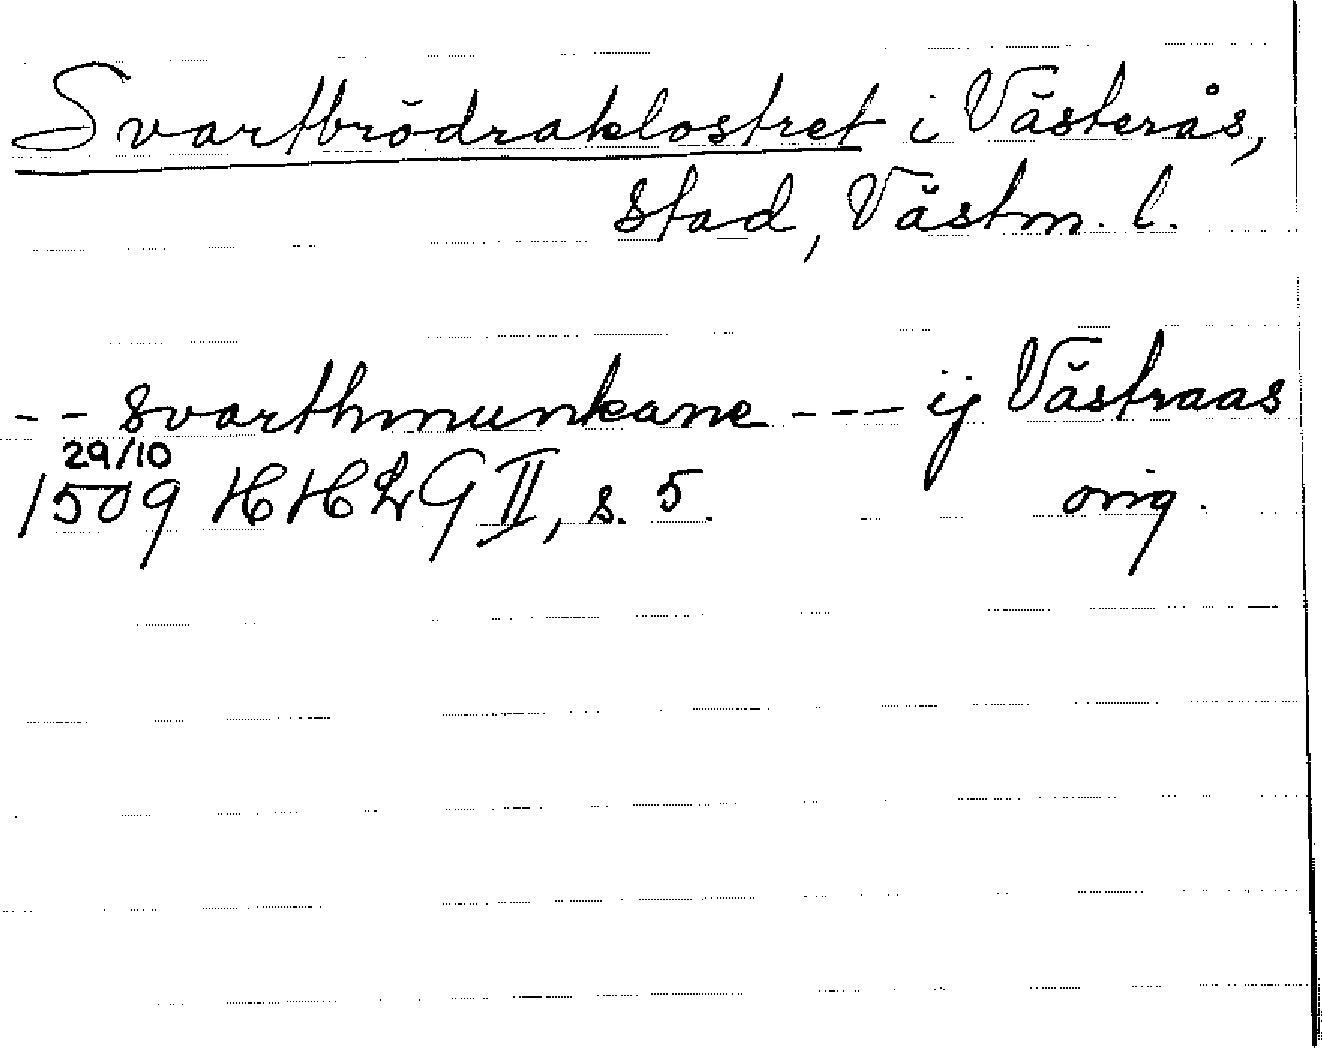 Svartbrödraklostret i Västerås,
stad, Västm. l.
-- svarthmunkane --- ij Västraas
29/10
1509 HHLG II, s. 5. orig.